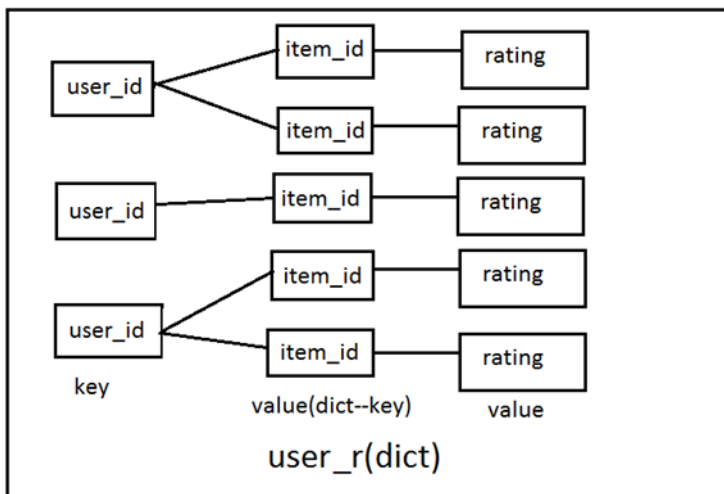 item_id
rating
user_id
item_id
rating
user_id
item_id
rating
item_id
rating
user_id
item_id
rating
key
value(dict--key)
value
user_r(dict)